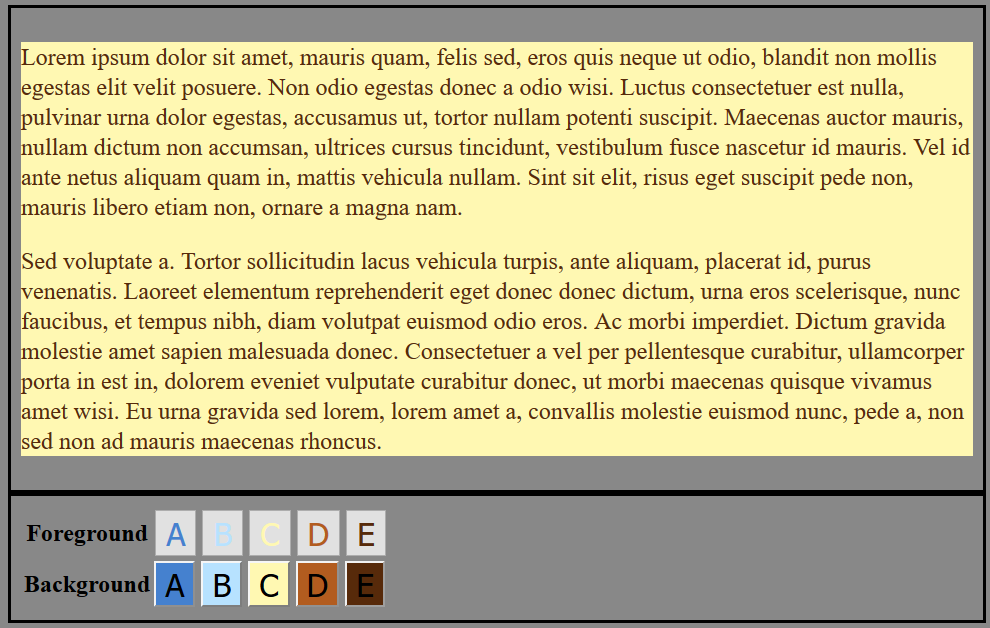 Lorem ipsum dolor sit amet, mauris quam, felis sed, eros quis neque ut odio, blandit non mollis
egestas elit velit posuere. Non odio egestas donec a odio wisi. Luctus consectetuer est nulla,
pulvinar urna dolor egestas, accusamus ut, tortor nullam potenti suscipit. Maecenas auctor mauris,
nullam dictum non accumsan, ultrices cursus tincidunt, vestibulum fusce nascetur id mauris. Vel id
ante netus aliquam quam in, mattis vehicula nullam. Sint sit elit, risus eget suscipit pede non,
mauris libero etiam non, ornare a magna nam.
Sed voluptate a. Tortor sollicitudin lacus vehicula turpis, ante aliquam, placerat id, purus
venenatis. Laoreet elementum reprehenderit eget donec donec dictum, urna eros scelerisque, nunc
faucibus, et tempus nibh, diam volutpat euismod odio eros. Ac morbi imperdiet. Dictum gravida
molestie amet sapien malesuada donec. Consectetuer a vel per pellentesque curabitur, ullamcorper
porta in est in, dolorem eveniet vulputate curabitur donec, ut morbi maecenas quisque vivamus
amet wisi. Eu urna gravida sed lorem, lorem amet a, convallis molestie euismod nunc, pede a, non
sed non ad mauris maecenas rhoncus.
Foreground A B C D E
Background A B C D E